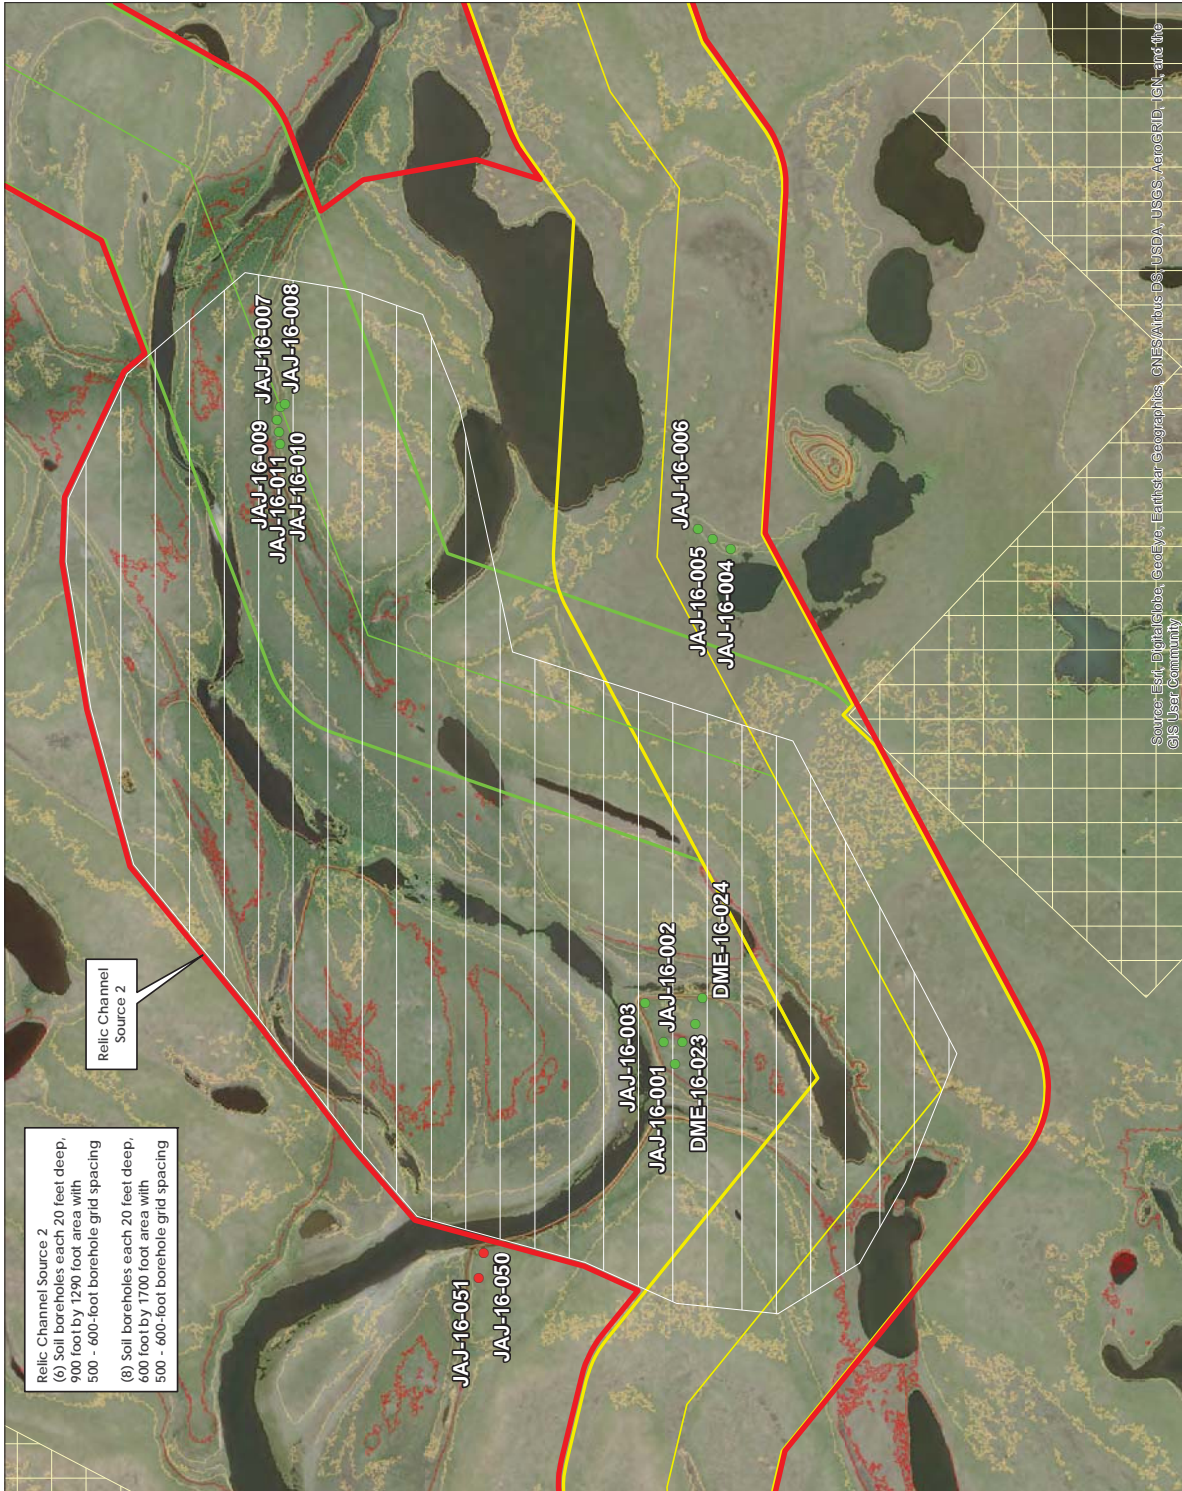 Relic Channel Source 2
(6) Soil boreholes each 20 feet deep,
900 foot by 1290 foot area with
500 - 600-foot borehole grid spacing
(8) Soil boreholes each 20 feet deep,
600 foot by 1700 foot area with
500 - 600-foot borehole grid spacing
Relic Channel
Source 2
JAJ-16-007
JAJ-16-008
JAJ-16-009
JAJ-16-011
JAJ-16-010
JAJ-16-051
JAJ-16-050
JAJ-16-003
JAJ-16-001
JAJ-16-002
DME-16-023
DME-16-024
JAJ-16-006
JAJ-16-005
JAJ-16-004
Source: Esri, DigitalGlobe, GeoEye, Earthstar Geographics, CNES/Airbus DS, USDA, USGS, AeroGRID, IGN, and the
GIS User Community